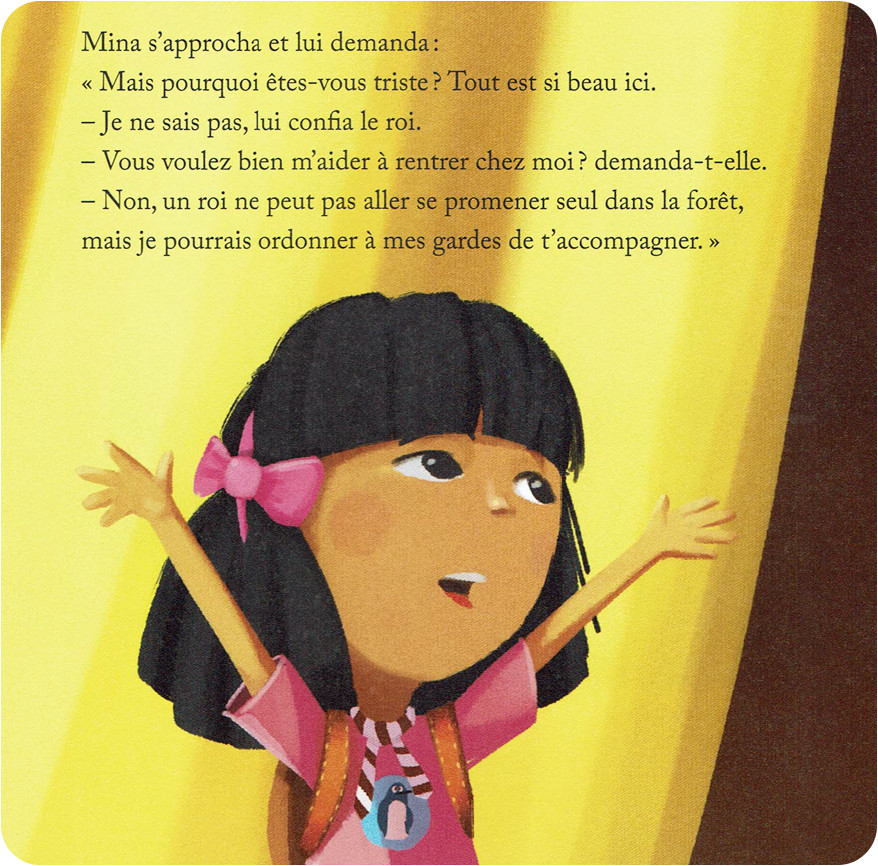 Mina s’approcha et lui demanda :
« Mais pourquoi êtes-vous triste ? Tout est si beau ici.
– Je ne sais pas, lui confia le roi.
– Vous voulez bien m’aider à rentrer chez moi ? demanda-t-elle.
– Non, un roi ne peut pas aller se promener seul dans la forêt,
mais je pourrais ordonner à mes gardes de t’accompagner. »